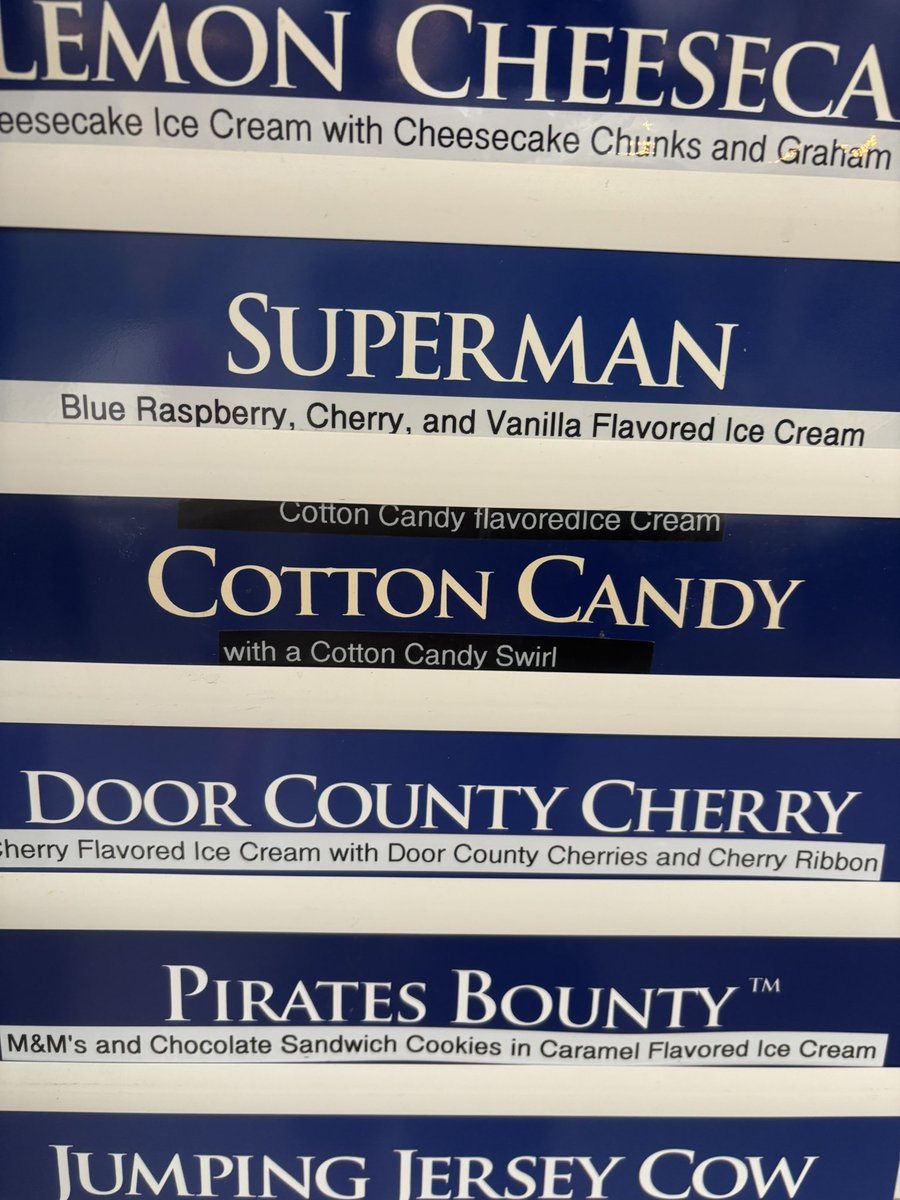 LEMON CHEESECA
eesecake Ice Cream with Cheesecake Chunks and Graham
SUPERMAN
Blue Raspberry, Cherry, and Vanilla Flavored Ice Cream
Cotton Candy flavoredIce Cream
COTTON CANDY
with a Cotton Candy Swirl
DOOR COUNTY CHERRY
Cherry Flavored Ice Cream with Door County Cherries and Cherry Ribbon
PIRATES BOUNTY™
M&M's and Chocolate Sandwich Cookies in Caramel Flavored Ice Cream
JUMPING JERSEY COW